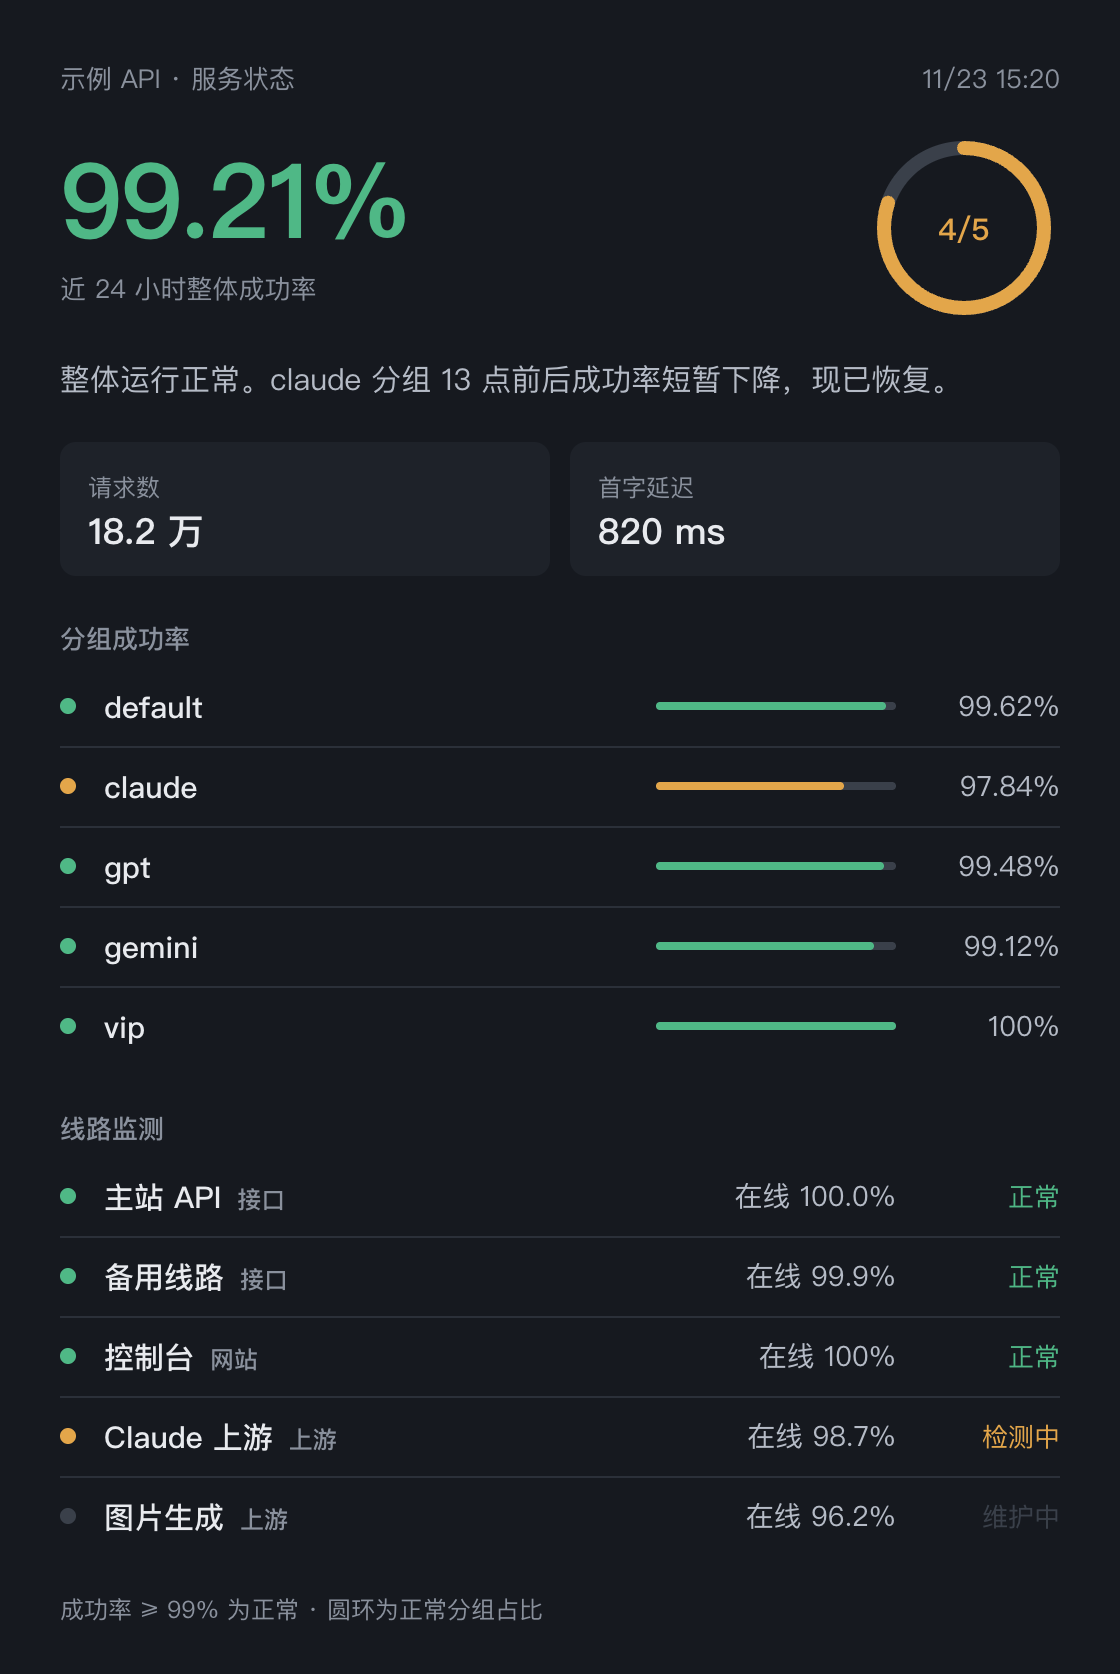 示例 API · 服务状态 11/23 15:20
99.21%
4/5
近 24 小时整体成功率
整体运行正常。claude 分组 13 点前后成功率短暂下降，现已恢复。
请求数 首字延迟
18.2 万 820 ms
分组成功率
default 99.62%
claude 97.84%
gpt 99.48%
gemini 99.12%
vip 100%
线路监测
主站 API 接口 在线 100.0% 正常
备用线路 接口 在线 99.9% 正常
控制台 网站 在线 100% 正常
Claude 上游 上游 在线 98.7% 检测中
图片生成 上游 在线 96.2% 维护中
成功率 ≥ 99% 为正常 · 圆环为正常分组占比